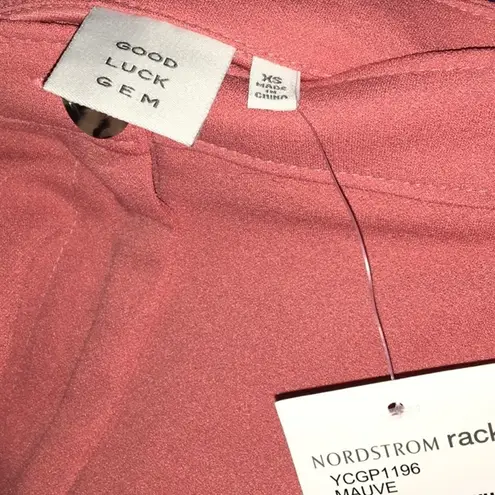 GOOD
LUCK
GEM
XS
MADE
IN
CHINA
NORDSTROM rack
YCGP1196
MAUVE